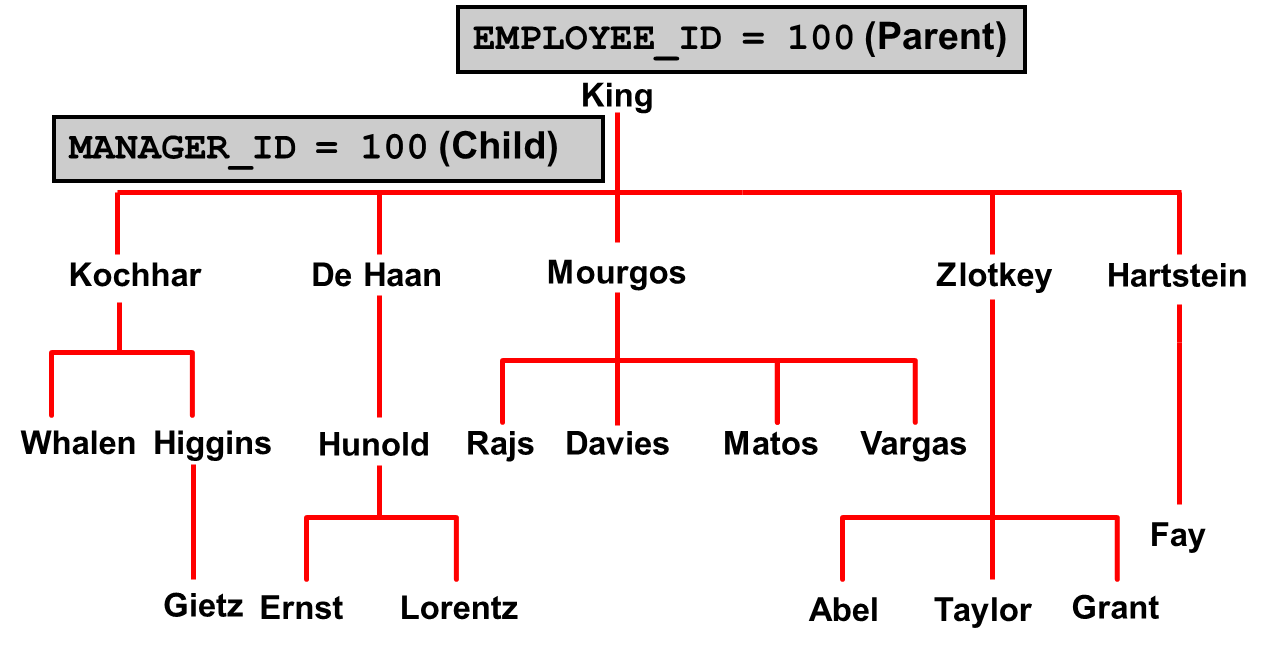 EMPLOYEE_ID = 100 (Parent)
King
MANAGER_ID = 100 (Child)
Kochhar De Haan Mourgos Zlotkey Hartstein
Whalen Higgins Hunold Rajs Davies Matos Vargas
Fay
Gietz Ernst Lorentz Abel Taylor Grant